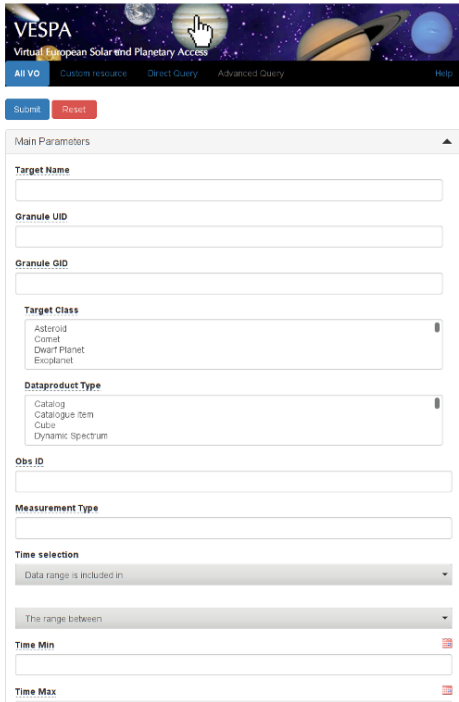 VESPA
Virtual European Solar and Planetary Access
All VO Custom resource Direct Query Advanced Query Help
Submit Reset
Main Parameters
Target Name
Granule UID
Granule GID
Target Class
Asteroid
Comet
Dwarf Planet
Exoplanet
Dataproduct Type
Catalog
Catalogue Item
Cube
Dynamic Spectrum
Obs ID
Measurement Type
Time selection
Data range is included in
The range between
Time Min
Time Max